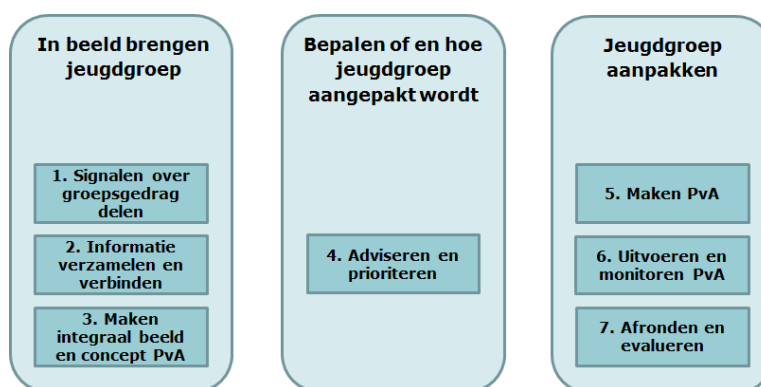 In beeld brengen
jeugdgroep
1. Signalen over
groepsgedrag
delen
2. Informatie
verzamelen en
verbinden
3. Maken
integraal beeld
en concept PvA
Bepalen of en hoe
jeugdgroep
aangepakt wordt
4. Adviseren en
prioriteren
Jeugdgroep
aanpakken
5. Maken PvA
6. Uitvoeren en
monitoren PvA
7. Afronden en
evalueren